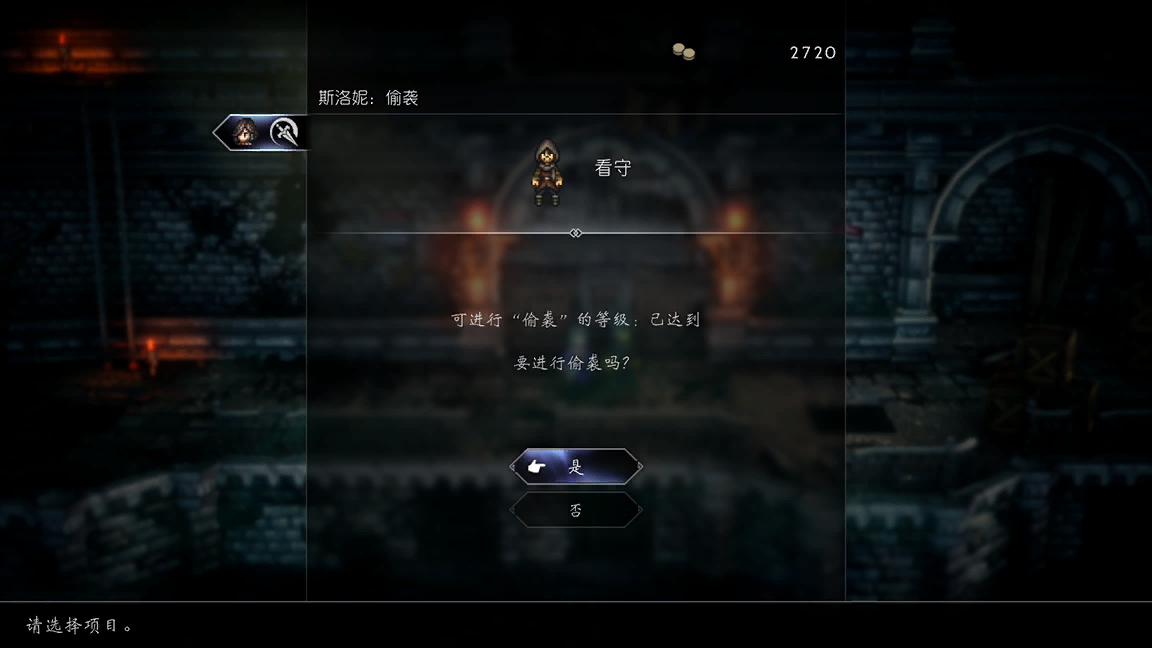 2720
斯洛妮：偷袭
看守
可进行“偷袭”的等级：已达到
要进行偷袭吗？
是
否
请选择项目。